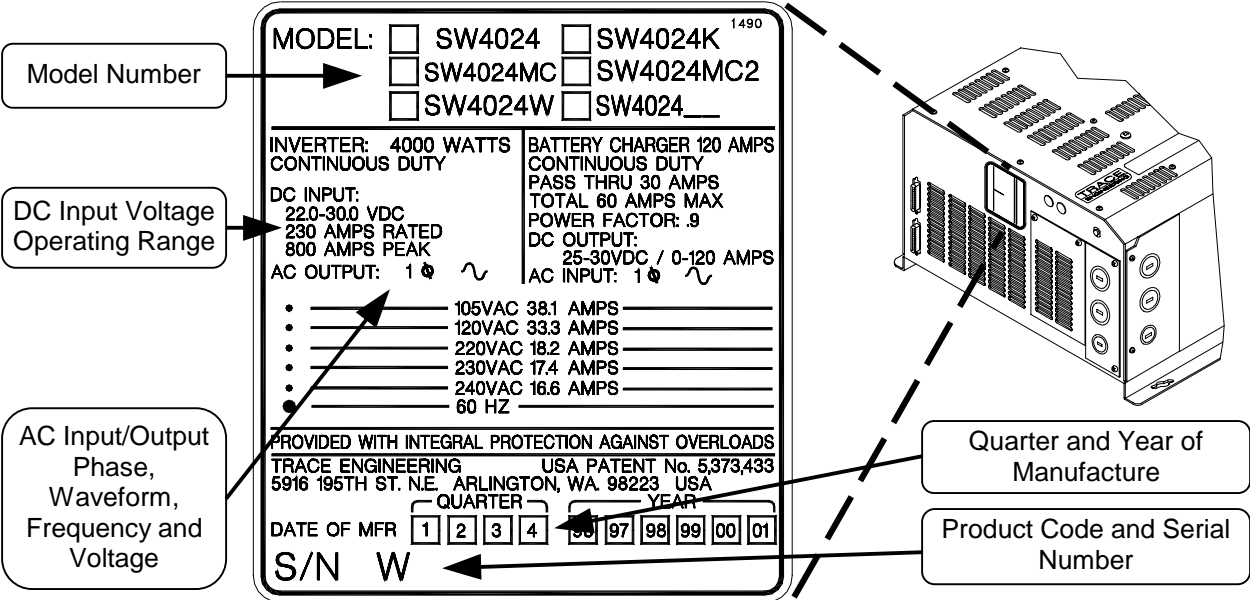 1490
MODEL: SW4024 SW4024K
SW4024MC SW4024MC2
SW4024W SW4024__
Model Number
INVERTER: 4000 WATTS
CONTINUOUS DUTY
DC INPUT:
22.0-30.0 VDC
230 AMPS RATED
800 AMPS PEAK
AC OUTPUT: 1 ф ∿
BATTERY CHARGER 120 AMPS
CONTINUOUS DUTY
PASS THRU 30 AMPS
TOTAL 60 AMPS MAX
POWER FACTOR: .9
DC OUTPUT:
25-30VDC / 0-120 AMPS
AC INPUT: 1 ф ∿
DC Input Voltage
Operating Range
105VAC 38.1 AMPS
120VAC 33.3 AMPS
220VAC 18.2 AMPS
230VAC 17.4 AMPS
240VAC 16.6 AMPS
60 HZ
AC Input/Output
Phase,
Waveform,
Frequency and
Voltage
PROVIDED WITH INTEGRAL PROTECTION AGAINST OVERLOADS
TRACE ENGINEERING USA PATENT No. 5,373,433
5916 195TH ST. N.E. ARLINGTON, WA. 98223 USA
QUARTER YEAR
DATE OF MFR 1 2 3 4 96 97 98 99 00 01
S/N W
Quarter and Year of
Manufacture
Product Code and Serial
Number
TRACE